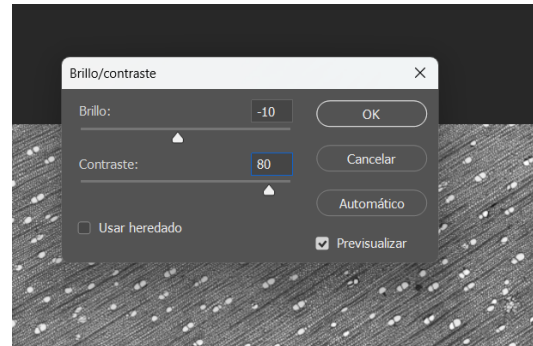 Brillo/contraste
Brillo:
-10
OK
Contraste:
80
Cancelar
Automático
Usar heredado
Previsualizar